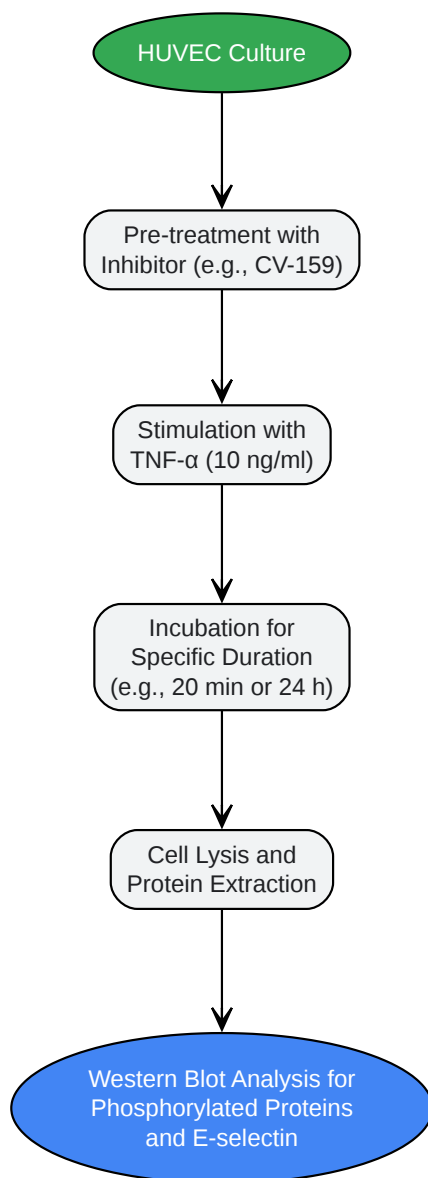 HUVEC Culture
Pre-treatment with
Inhibitor (e.g., CV-159)
Stimulation with
TNF-α (10 ng/ml)
Incubation for
Specific Duration
(e.g., 20 min or 24 h)
Cell Lysis and
Protein Extraction
Western Blot Analysis for
Phosphorylated Proteins
and E-selectin